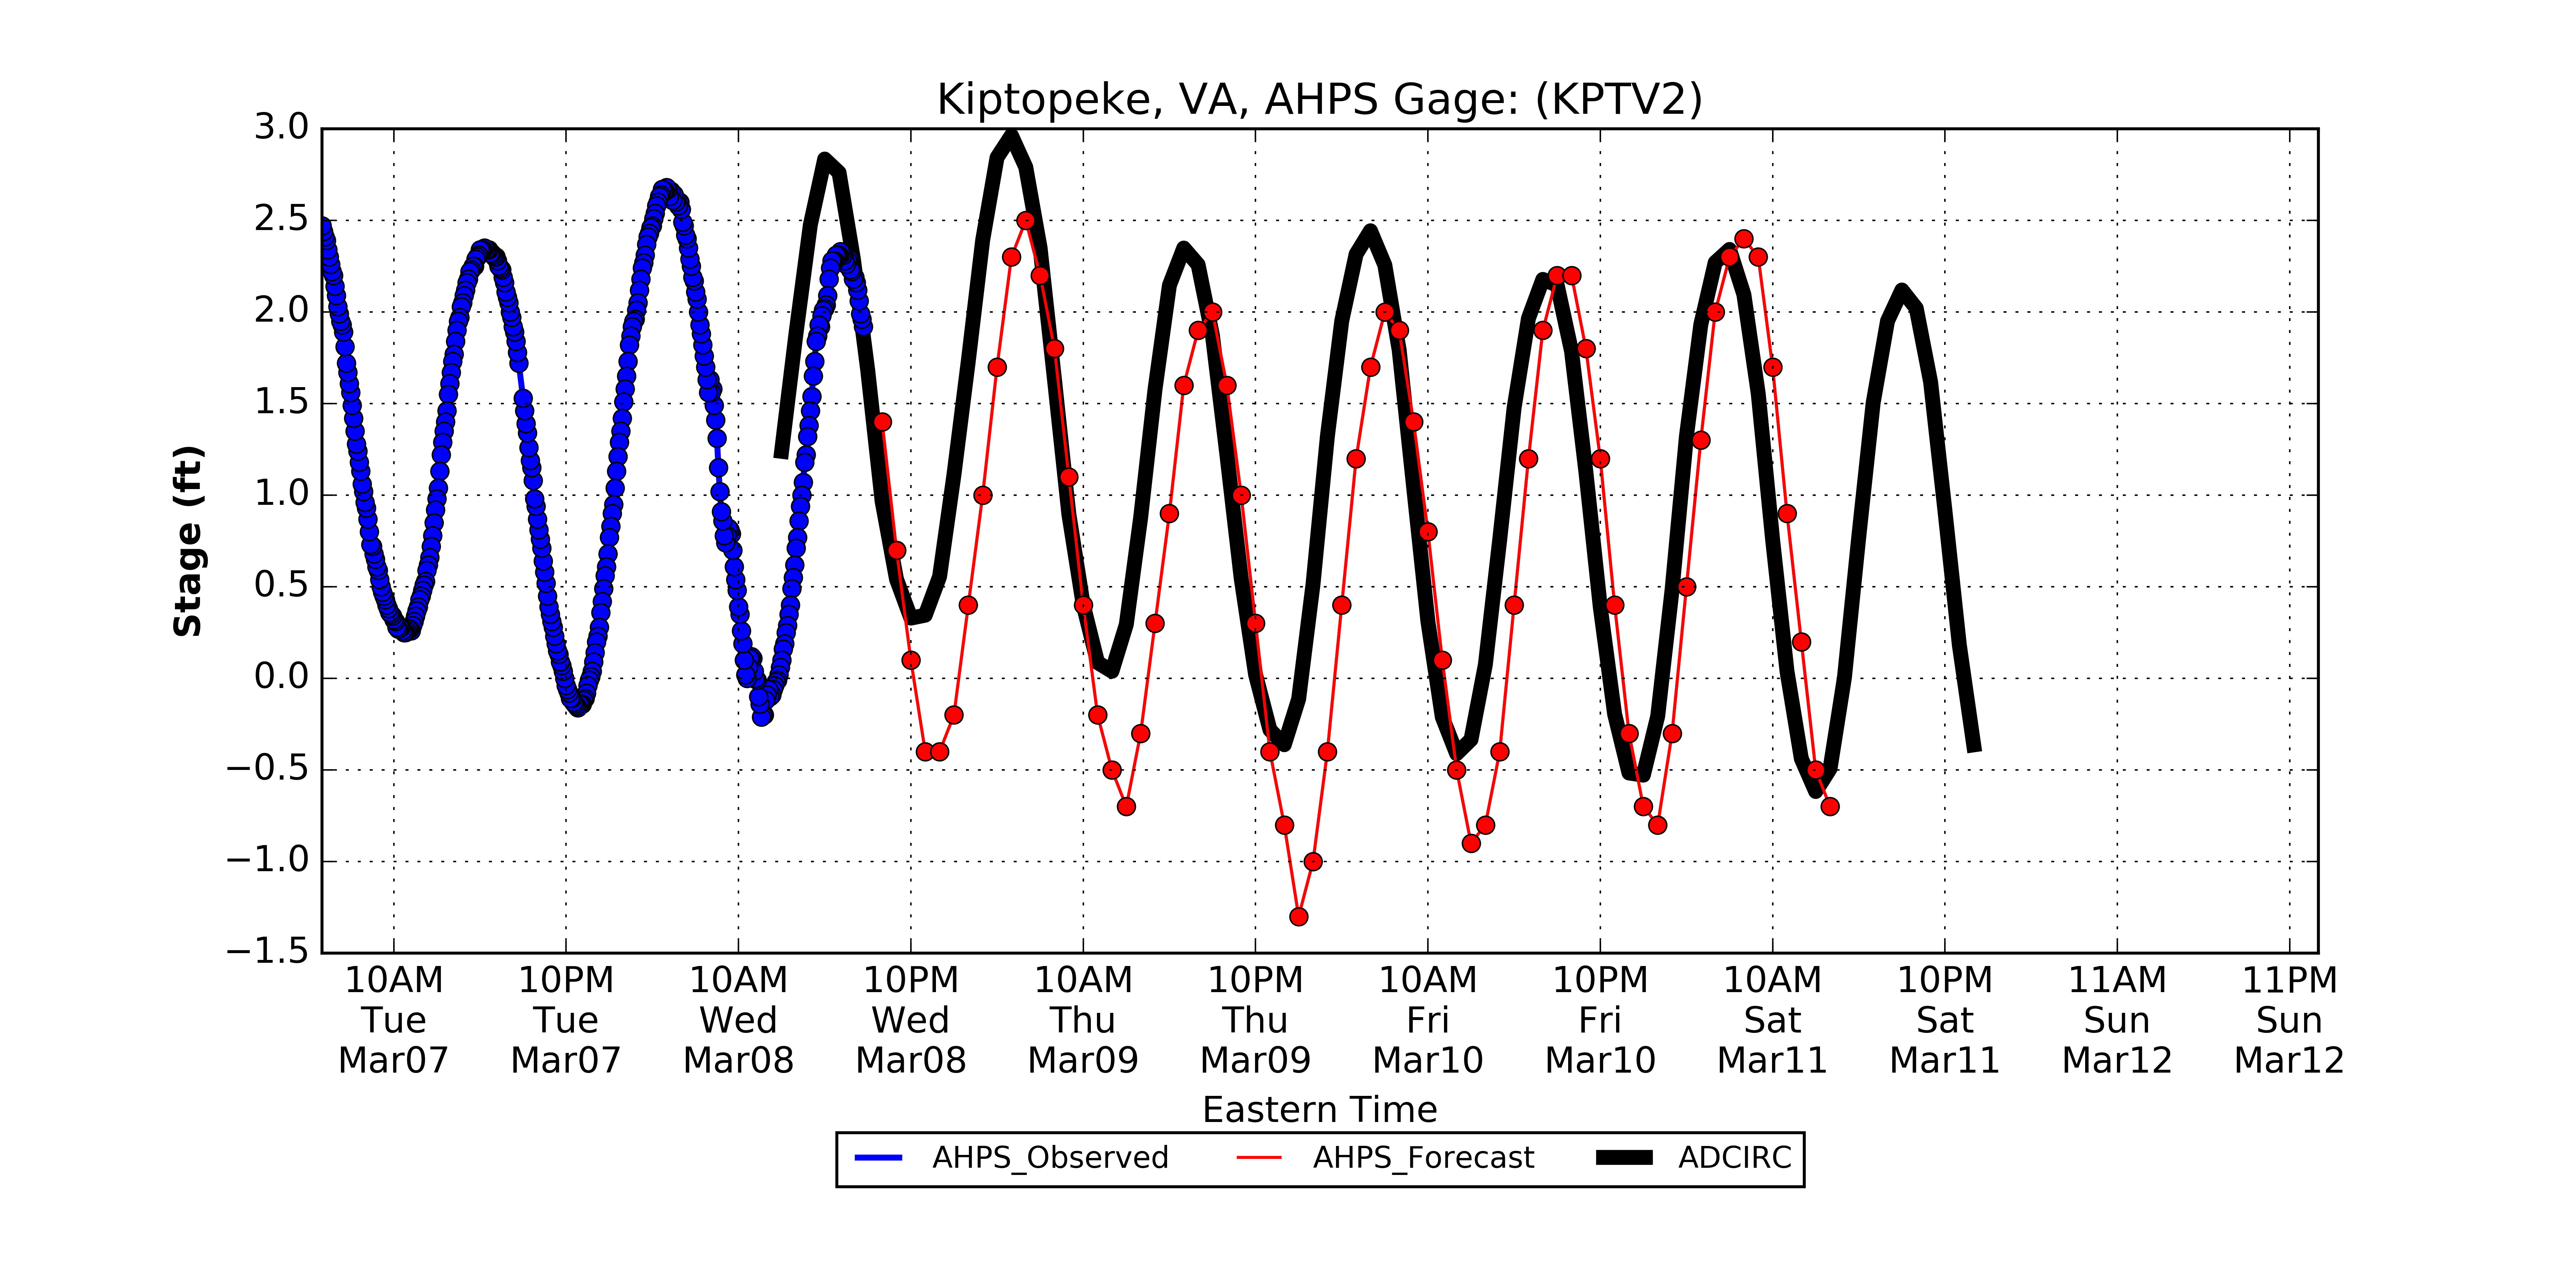 Kiptopeke, VA, AHPS Gage: (KPTV2)
Stage (ft)
3.0
2.5
2.0
1.5
1.0
0.5
0.0
−0.5
−1.0
−1.5
10AM 10PM 10AM 10PM 10AM 10PM 10AM 10PM 10AM 10PM 11AM 11PM
Tue Tue Wed Wed Thu Thu Fri Fri Sat Sat Sun Sun
Mar07 Mar07 Mar08 Mar08 Mar09 Mar09 Mar10 Mar10 Mar11 Mar11 Mar12 Mar12
Eastern Time
AHPS_Observed AHPS_Forecast ADCIRC